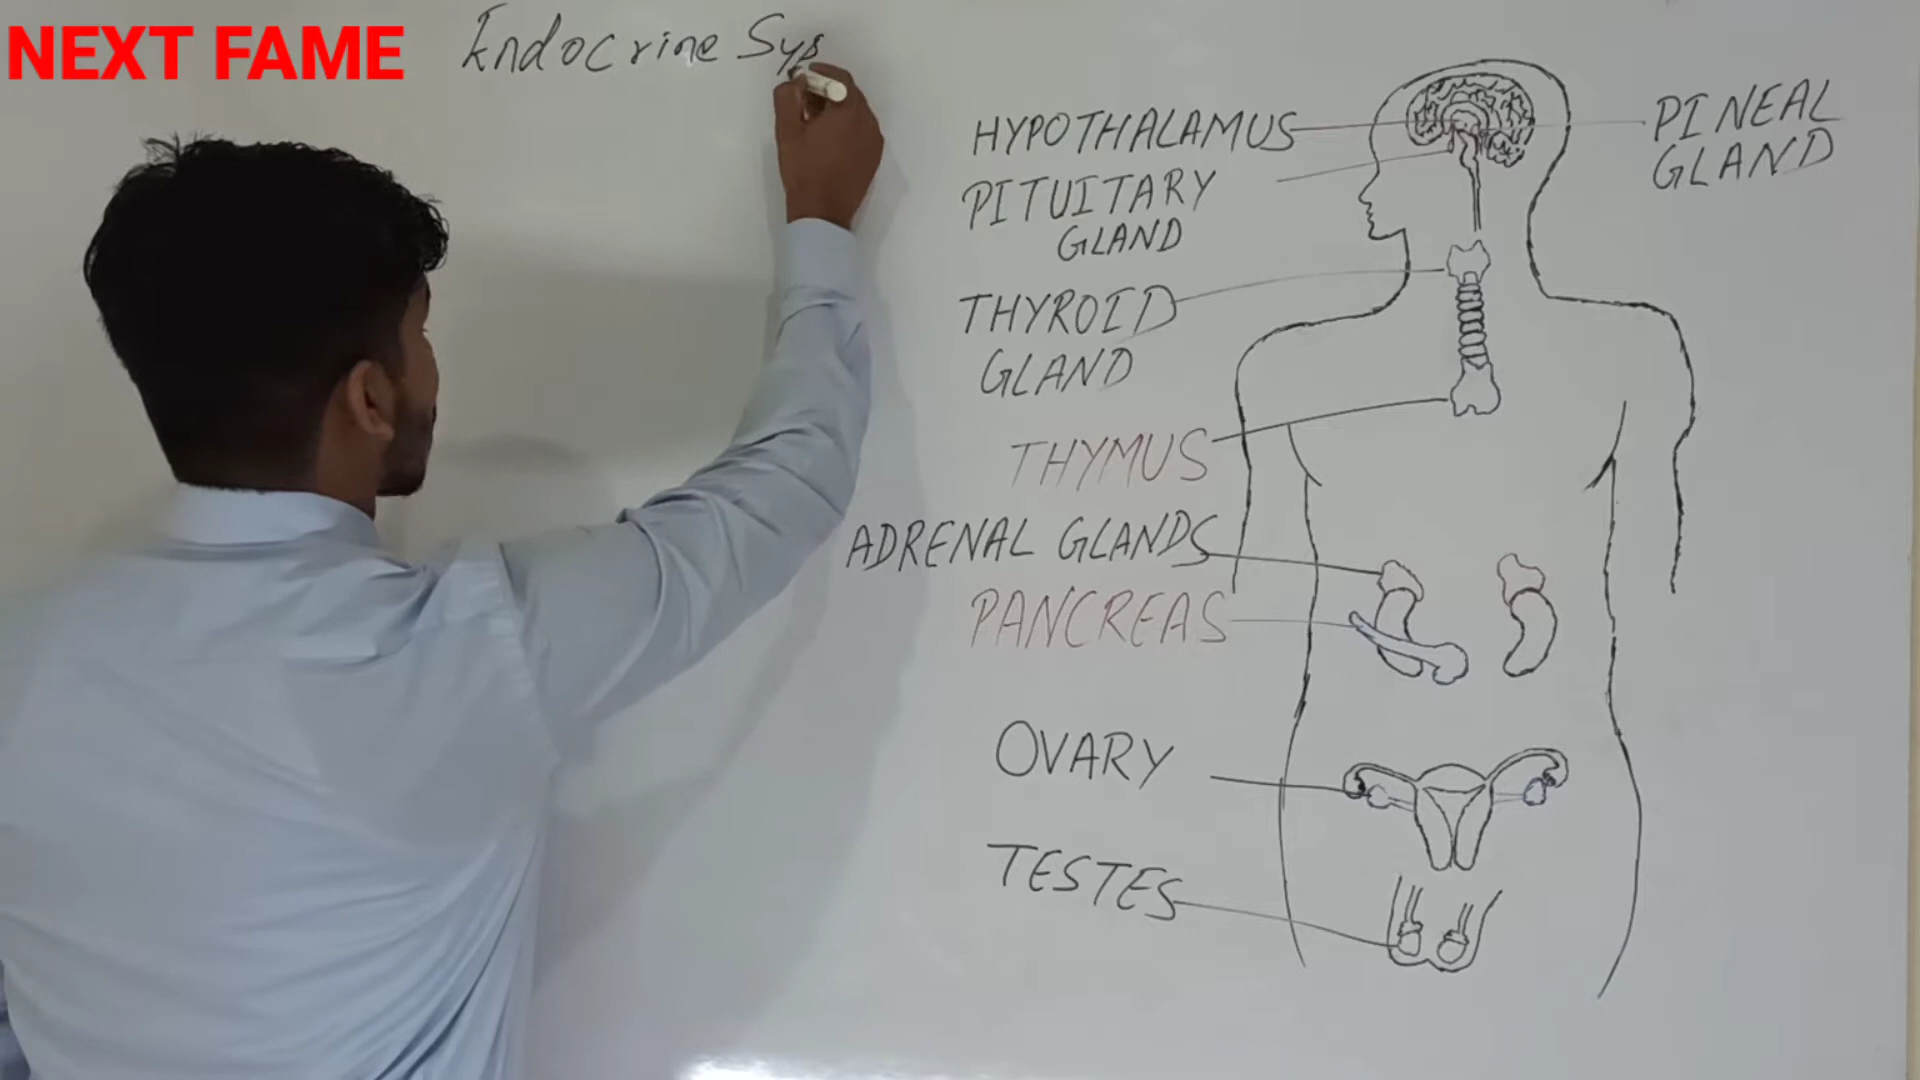 NEXT FAME
Endocrine Sys
HYPOTHALAMUS
PITUITARY
GLAND
PINEAL
GLAND
THYROID
GLAND
THYMUS
ADRENAL GLANDS
PANCREAS
OVARY
TESTES